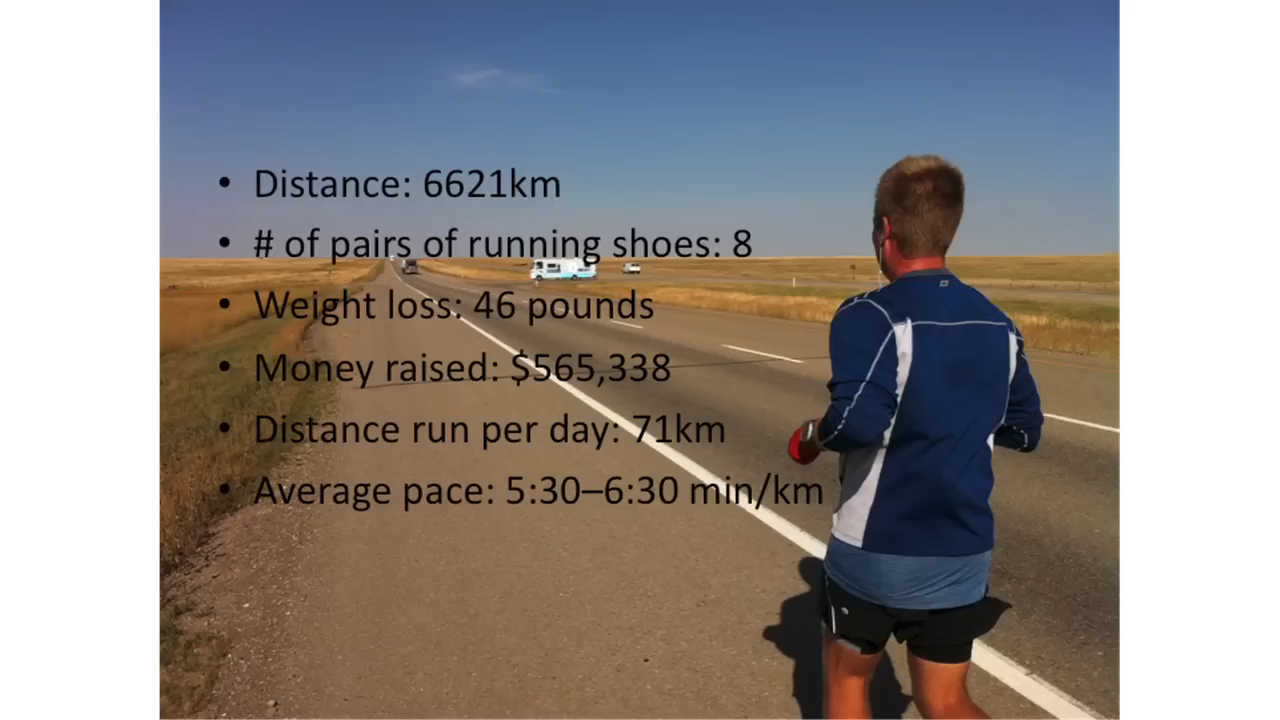 • Distance: 6621km
• # of pairs of running shoes: 8
• Weight loss: 46 pounds
• Money raised: $565,338
• Distance run per day: 71km
• Average pace: 5:30–6:30 min/km